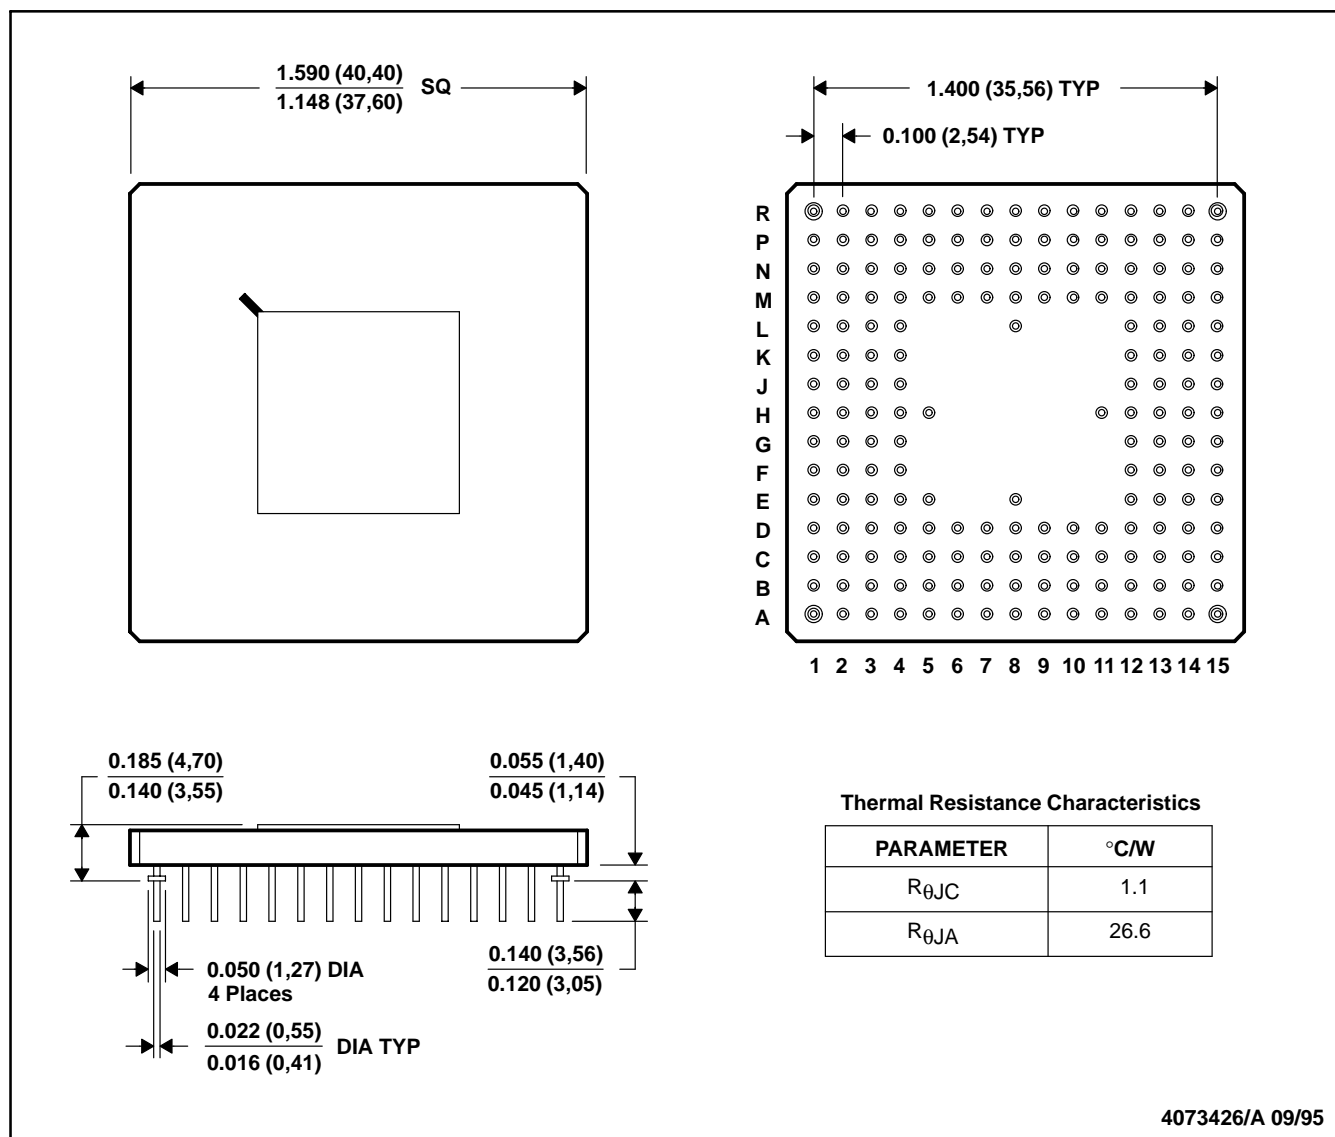 1.590 (40,40)
1.148 (37,60)
SQ
1.400 (35,56) TYP
0.100 (2,54) TYP
R
P
N
M
L
K
J
H
G
F
E
D
C
B
A
1 2 3 4 5 6 7 8 9 10 11 12 13 14 15
0.185 (4,70)
0.140 (3,55)
0.055 (1,40)
0.045 (1,14)
0.140 (3,56)
0.120 (3,05)
0.050 (1,27) DIA
4 Places
0.022 (0,55)
0.016 (0,41)
DIA TYP
Thermal Resistance Characteristics
PARAMETER °C/W
RθJC 1.1
RθJA 26.6
4073426/A 09/95